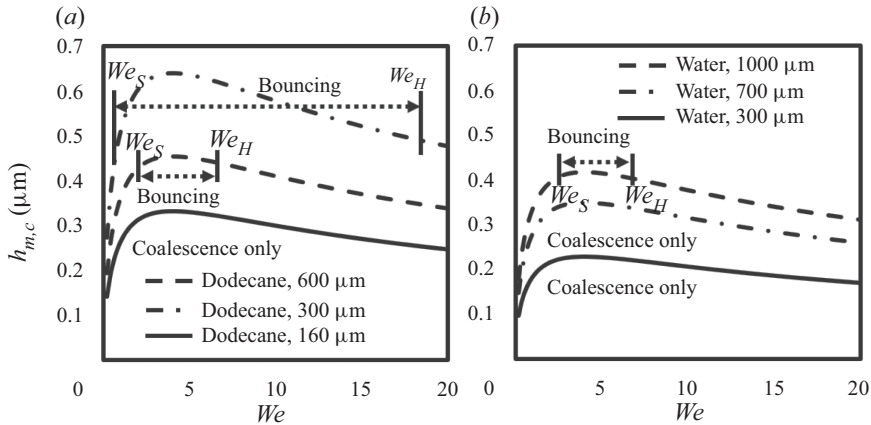 (a)
0.7
0.6
0.5
0.4
0.3
0.2
0.1
0
5
10
15
20
We
h_{m,c} (μm)
We_S
Bouncing
We_H
We_S
We_H
Bouncing
Coalescence only
Dodecane, 600 μm
Dodecane, 300 μm
Dodecane, 160 μm
(b)
0.7
0.6
0.5
0.4
0.3
0.2
0.1
0
5
10
15
20
We
Water, 1000 μm
Water, 700 μm
Water, 300 μm
Bouncing
We_S
We_H
Coalescence only
Coalescence only